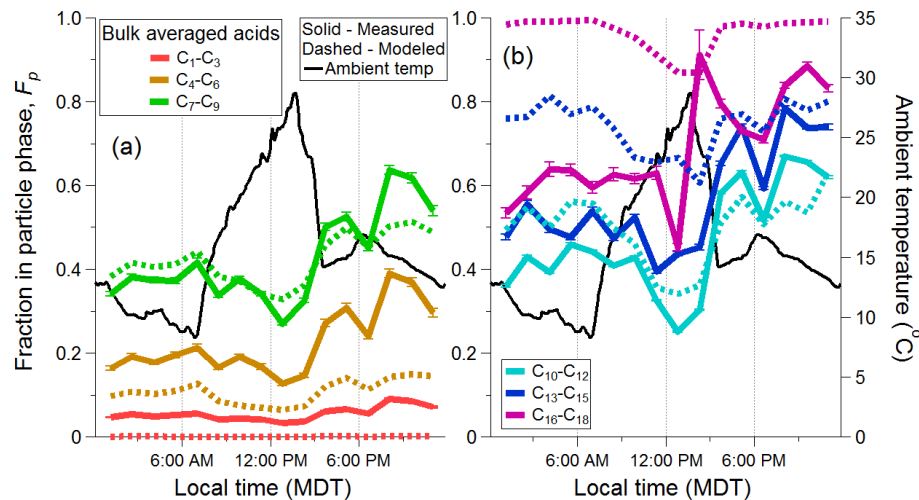 1.0
0.8
0.6
0.4
0.2
0
Fraction in particle phase, Fp
Bulk averaged acids
C1-C3
C4-C6
C7-C9
Solid - Measured
Dashed - Modeled
Ambient temp
(a)
(b)
C10-C12
C13-C15
C16-C18
35
30
25
20
15
10
5
0
Ambient temperature (°C)
6:00 AM 12:00 PM 6:00 PM
6:00 AM 12:00 PM 6:00 PM
Local time (MDT)
Local time (MDT)